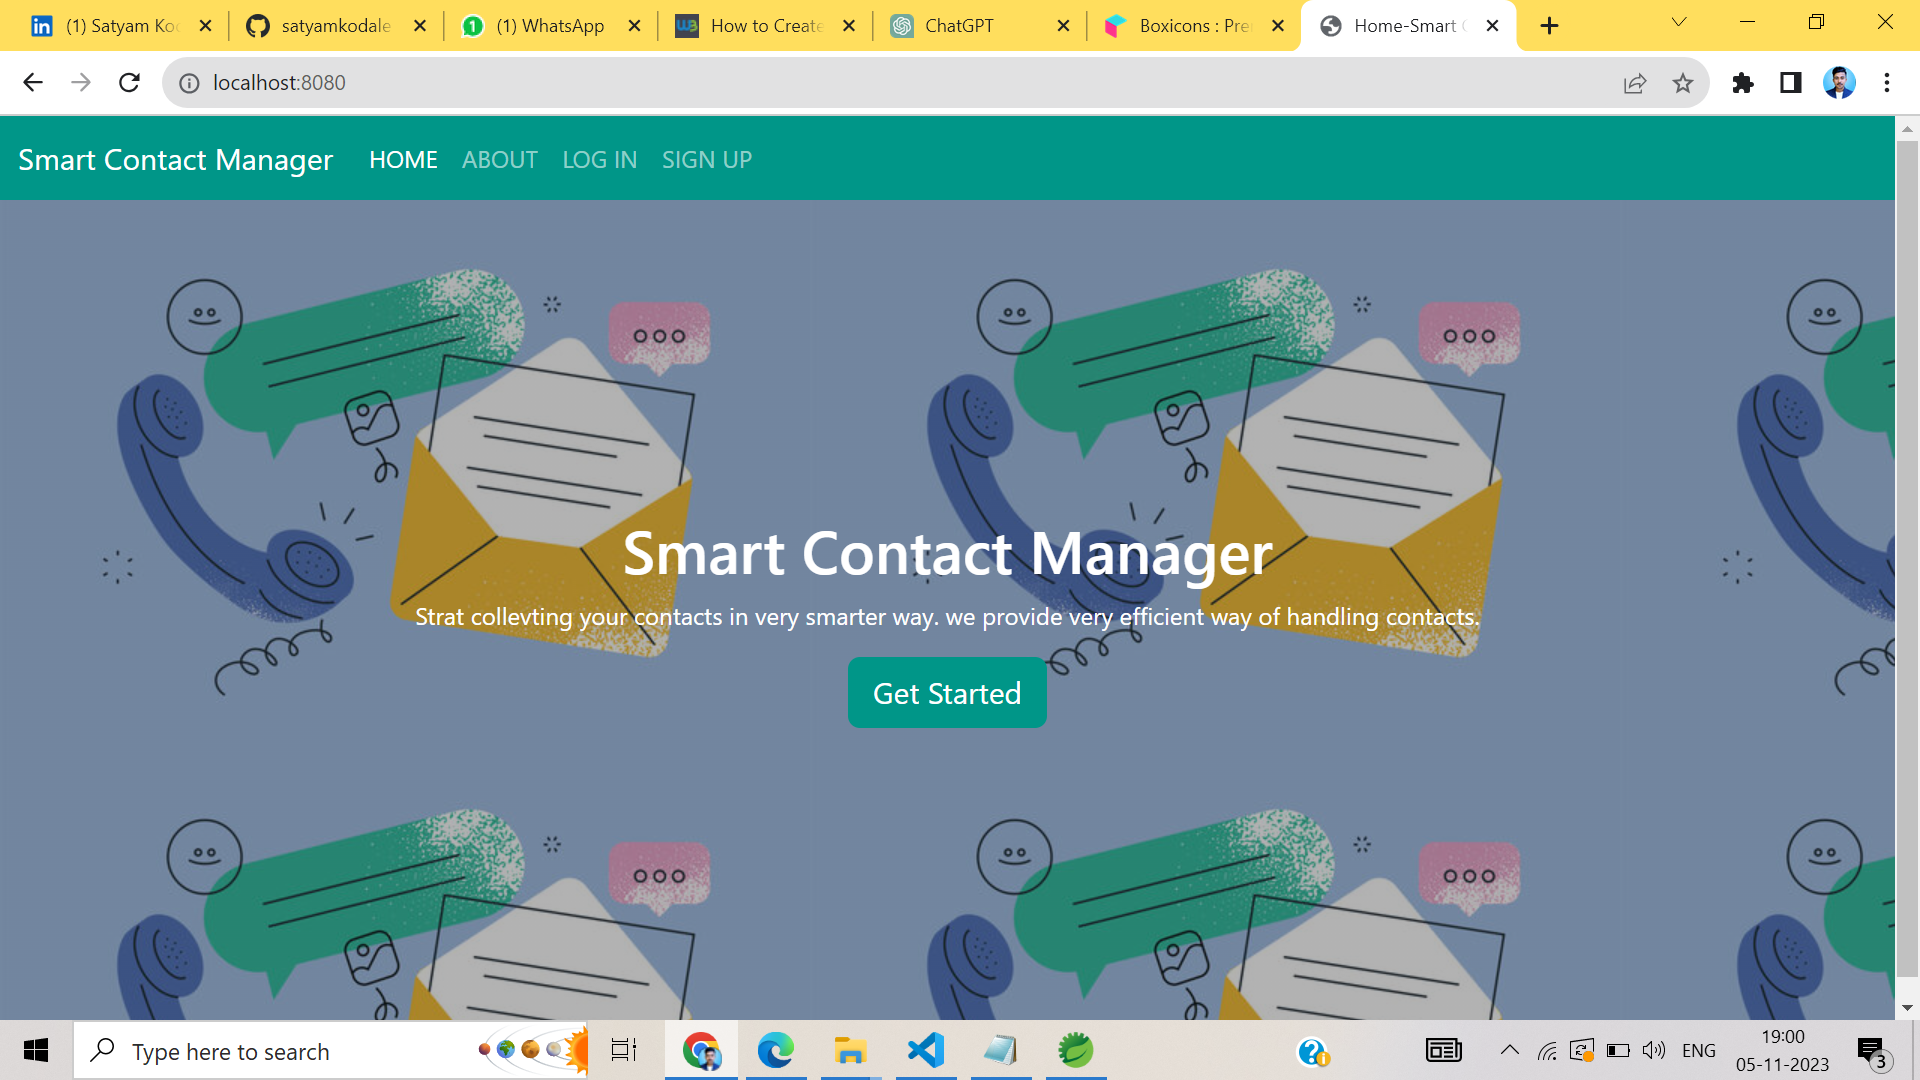 (1) Satyam Ko
satyamkodale
(1) WhatsApp
How to Create
ChatGPT
Boxicons : Pre
Home-Smart
localhost:8080
Smart Contact Manager HOME ABOUT LOG IN SIGN UP
Smart Contact Manager
Strat collevting your contacts in very smarter way. we provide very efficient way of handling contacts.
Get Started
Type here to search
ENG
19:00
05-11-2023
3